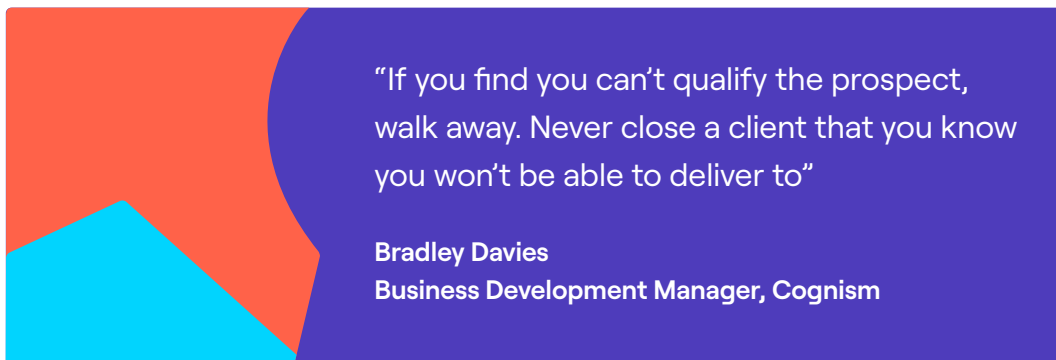 “If you find you can’t qualify the prospect,
walk away. Never close a client that you know
you won’t be able to deliver to”
Bradley Davies
Business Development Manager, Cognism